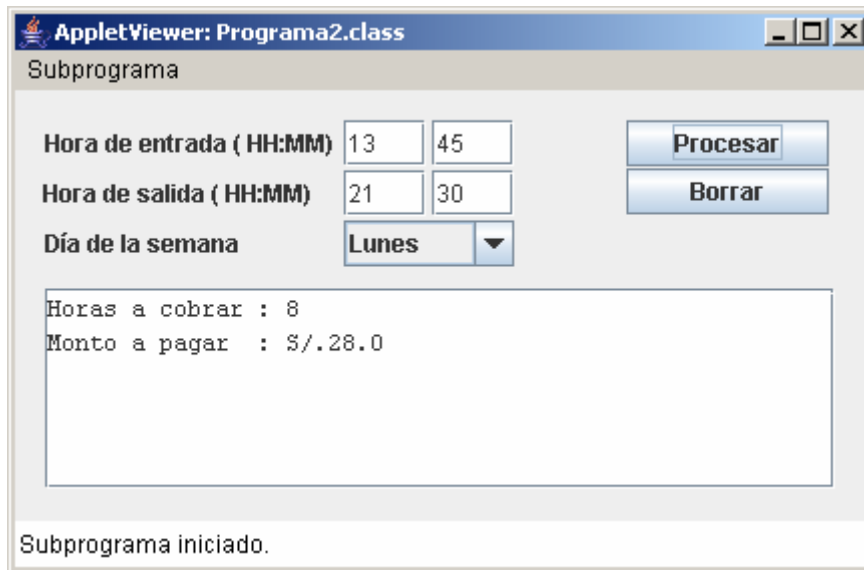 AppletViewer: Programa2.class
Subprograma
Hora de entrada ( HH:MM) 13 45 Procesar
Hora de salida ( HH:MM) 21 30 Borrar
Día de la semana Lunes
Horas a cobrar : 8
Monto a pagar  : S/.28.0
Subprograma iniciado.